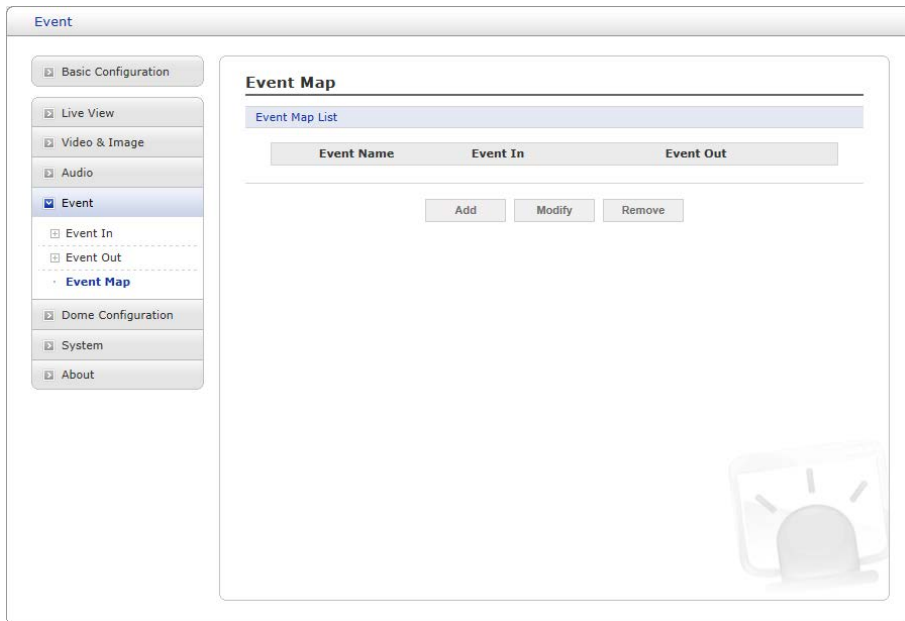 Event
Basic Configuration
Live View
Video & Image
Audio
Event
Event In
Event Out
Event Map
Dome Configuration
System
About
Event Map
Event Map List
Event Name Event In Event Out
Add Modify Remove